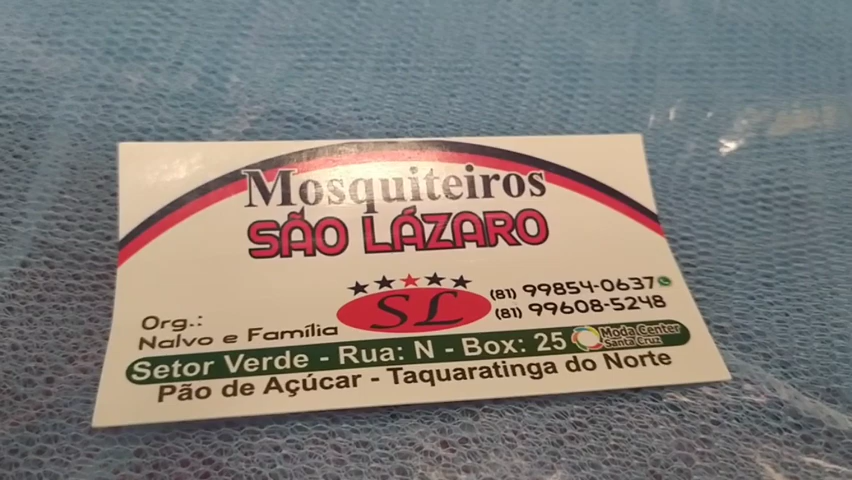 Mosquiteiros
SÃO LÁZARO
SL
(81) 99854-0637
(81) 99608-5248
Org.:
Nalvo e Família
Setor Verde - Rua: N - Box: 25
Moda Center
Santa Cruz
Pão de Açúcar - Taquaratinga do Norte